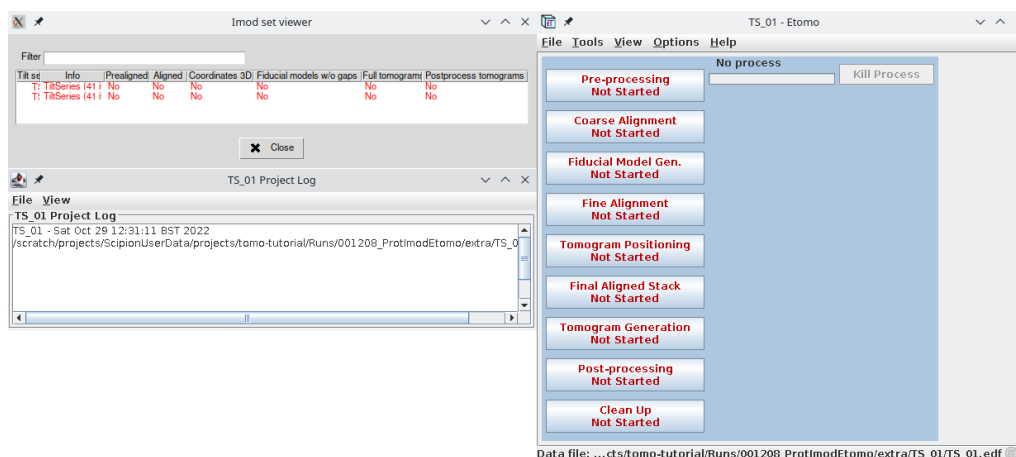 Imod set viewer
Filter
Tilt se Info Prealigned Aligned Coordinates 3D Fiducial models w/o gaps Full tomograms Postprocess tomograms
T: TiltSeries (41 i No No No No No No
T: TiltSeries (41 i No No No No No No
Close
TS_01 Project Log
File View
TS_01 Project Log
TS_01 - Sat Oct 29 12:31:11 BST 2022
/scratch/projects/ScipionUserData/projects/tomo-tutorial/Runs/001208_ProtImodEtomo/extra/TS_0
TS_01 - Etomo
File Tools View Options Help
No process
Kill Process
Pre-processing
Not Started
Coarse Alignment
Not Started
Fiducial Model Gen.
Not Started
Fine Alignment
Not Started
Tomogram Positioning
Not Started
Final Aligned Stack
Not Started
Tomogram Generation
Not Started
Post-processing
Not Started
Clean Up
Not Started
Data file: ...cts/tomo-tutorial/Runs/001208_ProtImodEtomo/extra/TS_01/TS_01.edf